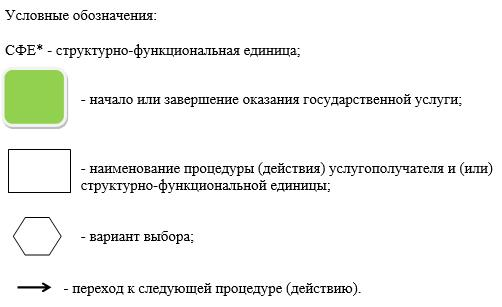 Условные обозначения:
СФЕ* - структурно-функциональная единица;
- начало или завершение оказания государственной услуги;
- наименование процедуры (действия) услугополучателя и (или)
структурно-функциональной единицы;
- вариант выбора;
- переход к следующей процедуре (действию).